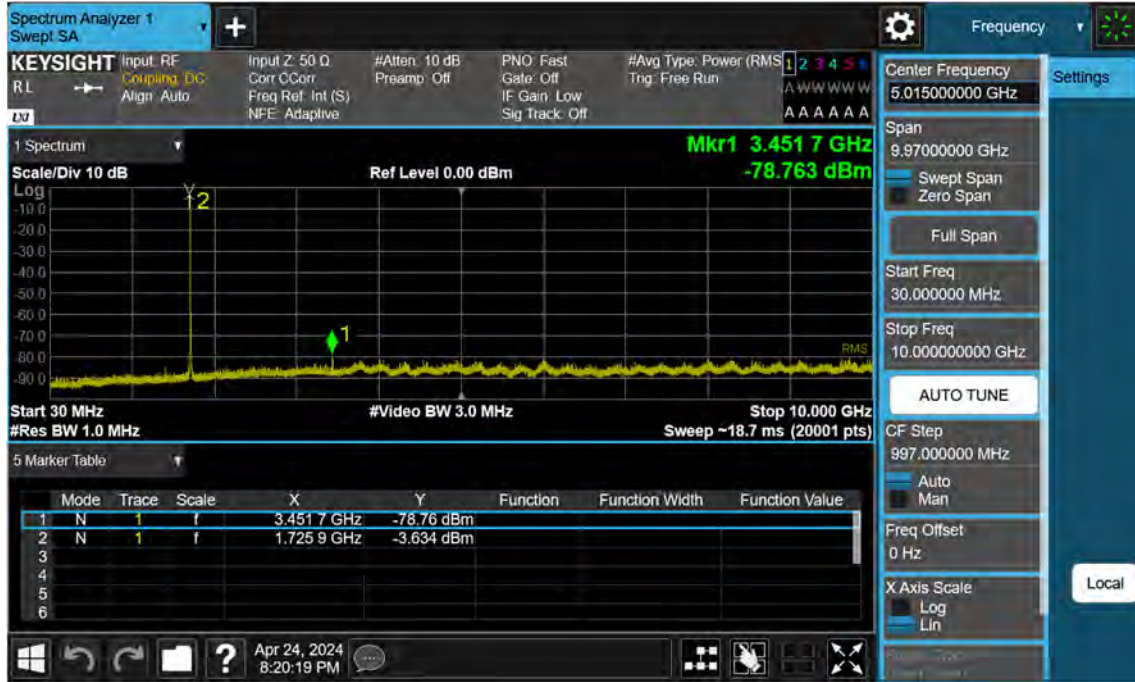 Spectrum Analyzer 1
Swept SA
+
Frequency
KEYSIGHT
RL
LXI
Input: RF
Coupling: DC
Align: Auto
Input Z: 50 Ω
Corr CCorr
Freq Ref: Int (S)
NFE: Adaptive
#Atten: 10 dB
Preamp: Off
PNO: Fast
Gate: Off
IF Gain: Low
Sig Track: Off
#Avg Type: Power (RMS
Trig: Free Run
1 2 3 4 5 6
A W W W W W
A A A A A A
1 Spectrum
Scale/Div 10 dB
Ref Level 0.00 dBm
Mkr1 3.451 7 GHz
-78.763 dBm
Log
-10.0
-20.0
-30.0
-40.0
-50.0
-60.0
-70.0
-80.0
-90.0
2
1
RMS
Start 30 MHz
#Video BW 3.0 MHz
Stop 10.000 GHz
#Res BW 1.0 MHz
Sweep ~18.7 ms (20001 pts)
5 Marker Table
Mode Trace Scale X Y Function Function Width Function Value
1 N 1 f 3.451 7 GHz -78.76 dBm
2 N 1 f 1.725 9 GHz -3.634 dBm
3
4
5
6
Apr 24, 2024
8:20:19 PM
?
Center Frequency
5.015000000 GHz
Settings
Span
9.97000000 GHz
Swept Span
Zero Span
Full Span
Start Freq
30.000000 MHz
Stop Freq
10.000000000 GHz
AUTO TUNE
CF Step
997.000000 MHz
Auto
Man
Freq Offset
0 Hz
X Axis Scale
Log
Lin
Local